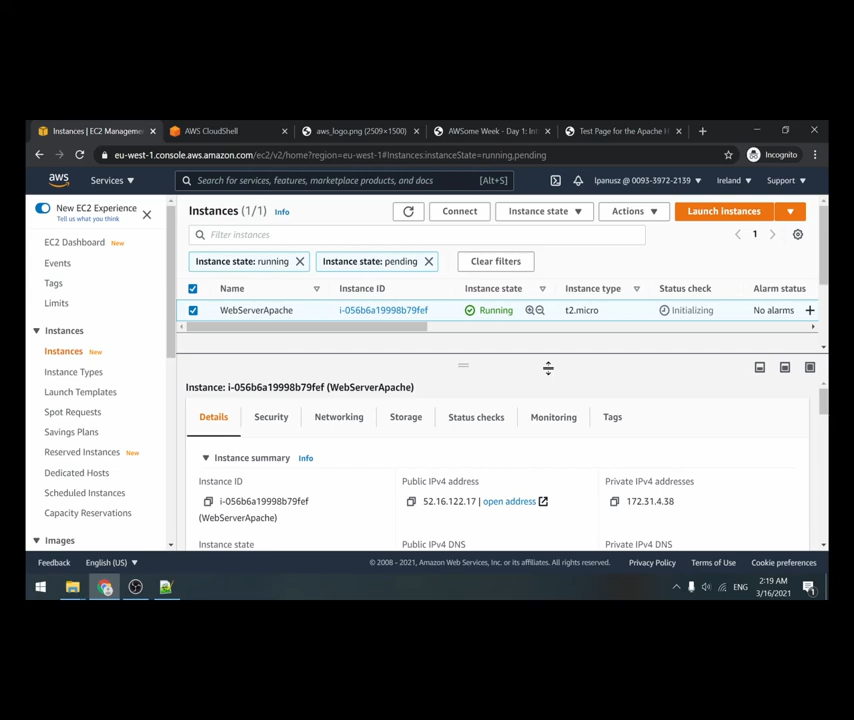 Instances | EC2 Manageme
AWS CloudShell
aws_logo.png (2509×1500)
AWSome Week - Day 1: Int
Test Page for the Apache H
eu-west-1.console.aws.amazon.com/ec2/v2/home?region=eu-west-1#Instances:instanceState=running,pending
Incognito
aws
Services
Search for services, features, marketplace products, and docs
[Alt+S]
lpanusz @ 0093-3972-2139
Ireland
Support
New EC2 Experience
Tell us what you think
EC2 Dashboard New
Events
Tags
Limits
Instances
Instances New
Instance Types
Launch Templates
Spot Requests
Savings Plans
Reserved Instances New
Dedicated Hosts
Scheduled Instances
Capacity Reservations
Images
Instances (1/1) Info
Connect
Instance state
Actions
Launch instances
Filter instances
1
Instance state: running
Instance state: pending
Clear filters
Name
Instance ID
Instance state
Instance type
Status check
Alarm status
WebServerApache
i-056b6a19998b79fef
Running
t2.micro
Initializing
No alarms
Instance: i-056b6a19998b79fef (WebServerApache)
Details
Security
Networking
Storage
Status checks
Monitoring
Tags
Instance summary Info
Instance ID
i-056b6a19998b79fef
(WebServerApache)
Public IPv4 address
52.16.122.17 | open address
Private IPv4 addresses
172.31.4.38
Instance state
Public IPv4 DNS
Private IPv4 DNS
Feedback
English (US)
© 2008 - 2021, Amazon Web Services, Inc. or its affiliates. All rights reserved.
Privacy Policy
Terms of Use
Cookie preferences
ENG
2:19 AM
3/16/2021
1